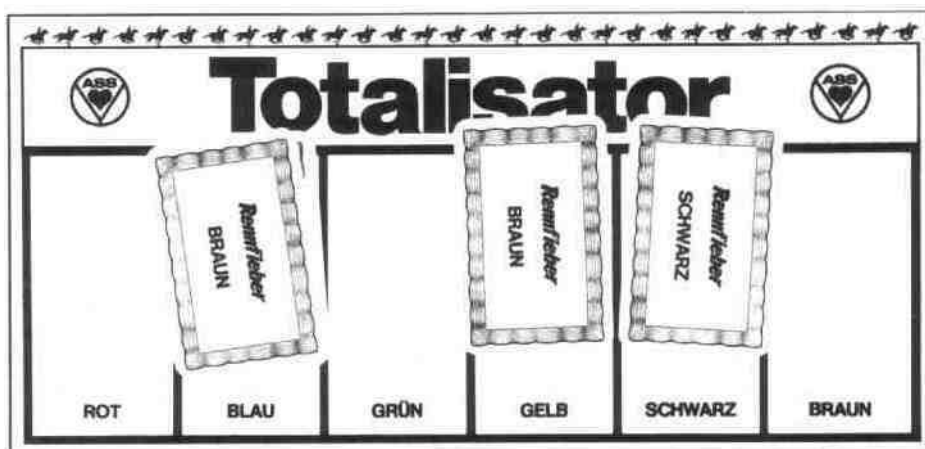 ASS
Totalisator
ASS
Rennfieber
BRAUN
Rennfieber
BRAUN
Rennfieber
SCHWARZ
ROT
BLAU
GRÜN
GELB
SCHWARZ
BRAUN